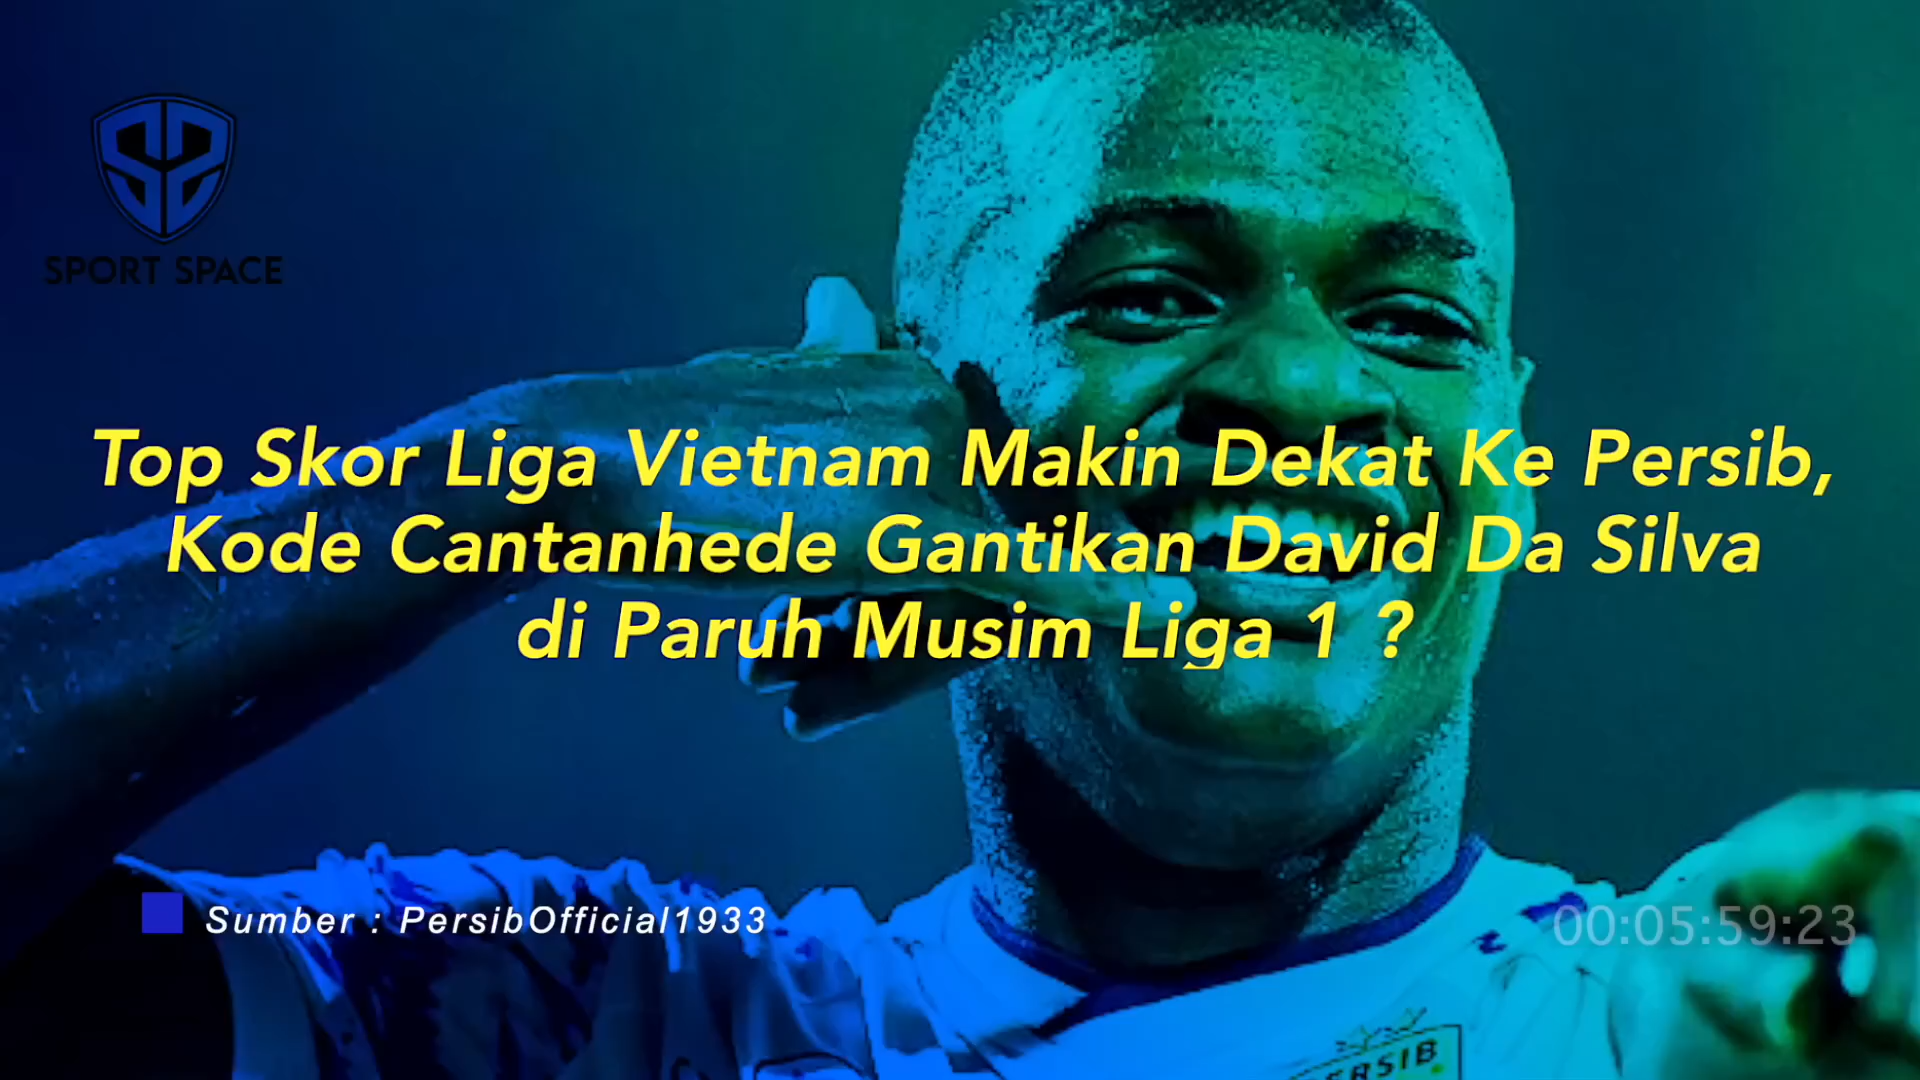 SPORT SPACE
Top Skor Liga Vietnam Makin Dekat Ke Persib,
Kode Cantanhede Gantikan David Da Silva
di Paruh Musim Liga 1 ?
Sumber : PersibOfficial1933
00:05:59:23